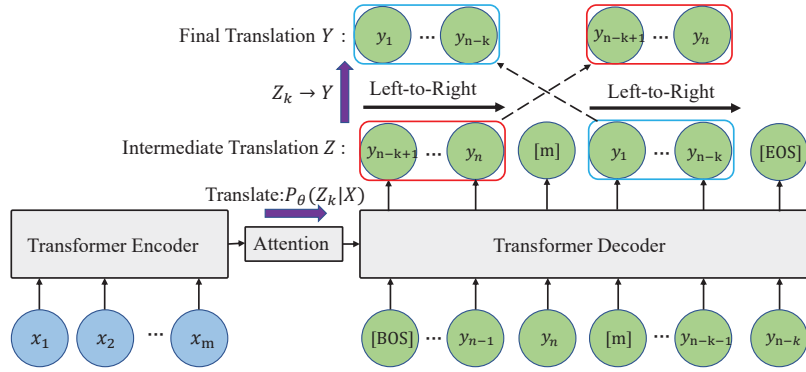 Final Translation Y : y₁ ··· yₙ₋ₖ yₙ₋ₖ₊₁ ··· yₙ
Zₖ → Y Left-to-Right Left-to-Right
Intermediate Translation Z : yₙ₋ₖ₊₁ ··· yₙ [m] y₁ ··· yₙ₋ₖ [EOS]
Translate:P_θ(Zₖ|X)
Transformer Encoder Attention Transformer Decoder
x₁ x₂ ··· xₘ [BOS] ··· yₙ₋₁ yₙ [m] ··· yₙ₋ₖ₋₁ yₙ₋ₖ